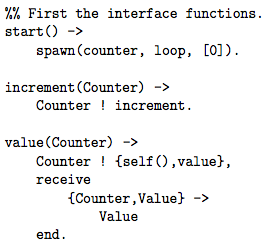 %% First the interface functions.
start() ->
    spawn(counter, loop, [0]).

increment(Counter) ->
    Counter ! increment.

value(Counter) ->
    Counter ! {self(),value},
    receive
        {Counter,Value} ->
            Value
    end.